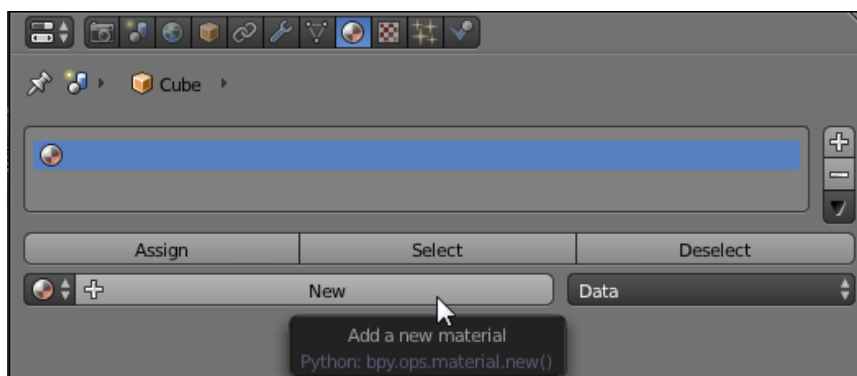 Cube
Assign Select Deselect
New Data
Add a new material
Python: bpy.ops.material.new()